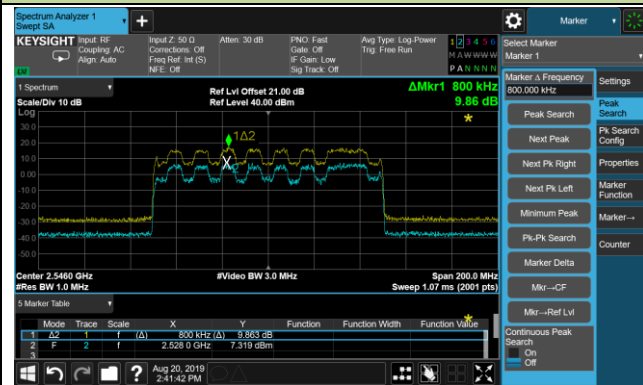 Spectrum Analyzer 1
Swept SA
+
Marker
KEYSIGHT
Input: RF
Coupling: AC
Align: Auto
Input Z: 50 Ω
Corrections: Off
Freq Ref: Int (S)
NFE: Off
Atten: 30 dB
PNO: Fast
Gate: Off
IF Gain: Low
Sig Track: Off
Avg Type: Log-Power
Trig: Free Run
1 2 3 4 5 6
M A W W W W
P A N N N N
Select Marker
Marker 1
1 Spectrum
Scale/Div 10 dB
Ref Lvl Offset 21.00 dB
Ref Level 40.00 dBm
ΔMkr1 800 kHz
9.86 dB
Log
30.0
20.0
10.0
0.00
-10.0
-20.0
-30.0
-40.0
-50.0
1Δ2
X
Center 2.5460 GHz
#Res BW 1.0 MHz
#Video BW 3.0 MHz
Span 200.0 MHz
Sweep 1.07 ms (2001 pts)
5 Marker Table
Mode Trace Scale X Y Function Function Width Function Value
1 Δ2 1 f (Δ) 800 kHz (Δ) 9.863 dB
2 F 2 f 2.528 0 GHz 7.319 dBm
3
Marker Δ Frequency
800.000 kHz
Peak Search
Next Peak
Next Pk Right
Next Pk Left
Minimum Peak
Pk-Pk Search
Marker Delta
Mkr→CF
Mkr→Ref Lvl
Continuous Peak
Search
On
Off
Settings
Peak
Search
Pk Search
Config
Properties
Marker
Function
Marker→
Counter
?
Aug 20, 2019
2:41:42 PM